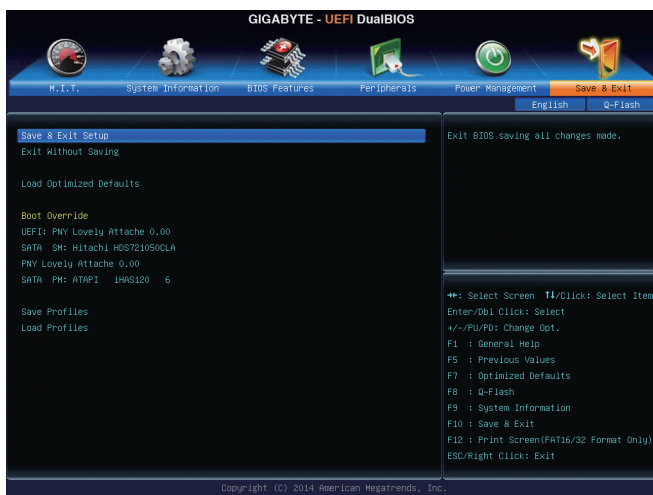 GIGABYTE - UEFI DualBIOS
M.I.T. System Information BIOS Features Peripherals Power Management Save & Exit
English Q-Flash
Save & Exit Setup
Exit Without Saving
Load Optimized Defaults
Boot Override
UEFI: PNY Lovely Attache 0.00
SATA SM: Hitachi HDS721050CLA
PNY Lovely Attache 0.00
SATA PM: ATAPI iHAS120 6
Save Profiles
Load Profiles
Exit BIOS saving all changes made.
→←: Select Screen ↑↓/Click: Select Item
Enter/Dbl Click: Select
+/-/PU/PD: Change Opt.
F1 : General Help
F5 : Previous Values
F7 : Optimized Defaults
F8 : Q-Flash
F9 : System Information
F10 : Save & Exit
F12 : Print Screen(FAT16/32 Format Only)
ESC/Right Click: Exit
Copyright (C) 2014 American Megatrends, Inc.